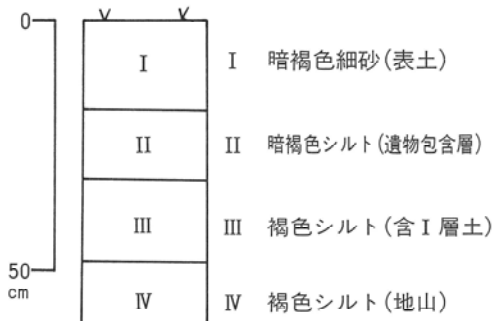 0
I I 暗褐色細砂(表土)
II II 暗褐色シルト(遺物包含層)
III III 褐色シルト(含I層土)
50
cm
IV IV 褐色シルト(地山)